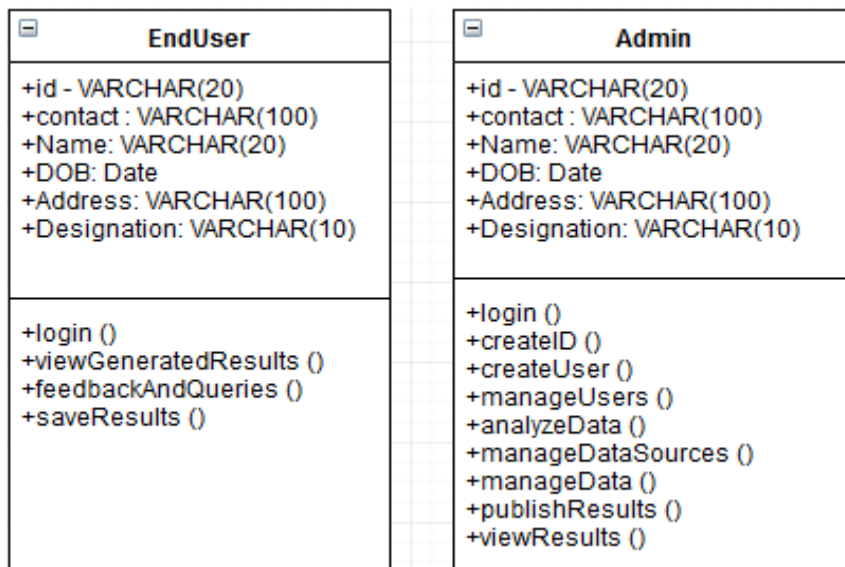 EndUser
+id - VARCHAR(20)
+contact : VARCHAR(100)
+Name: VARCHAR(20)
+DOB: Date
+Address: VARCHAR(100)
+Designation: VARCHAR(10)
+login ()
+viewGeneratedResults ()
+feedbackAndQueries ()
+saveResults ()
Admin
+id - VARCHAR(20)
+contact : VARCHAR(100)
+Name: VARCHAR(20)
+DOB: Date
+Address: VARCHAR(100)
+Designation: VARCHAR(10)
+login ()
+createID ()
+createUser ()
+manageUsers ()
+analyzeData ()
+manageDataSources ()
+manageData ()
+publishResults ()
+viewResults ()